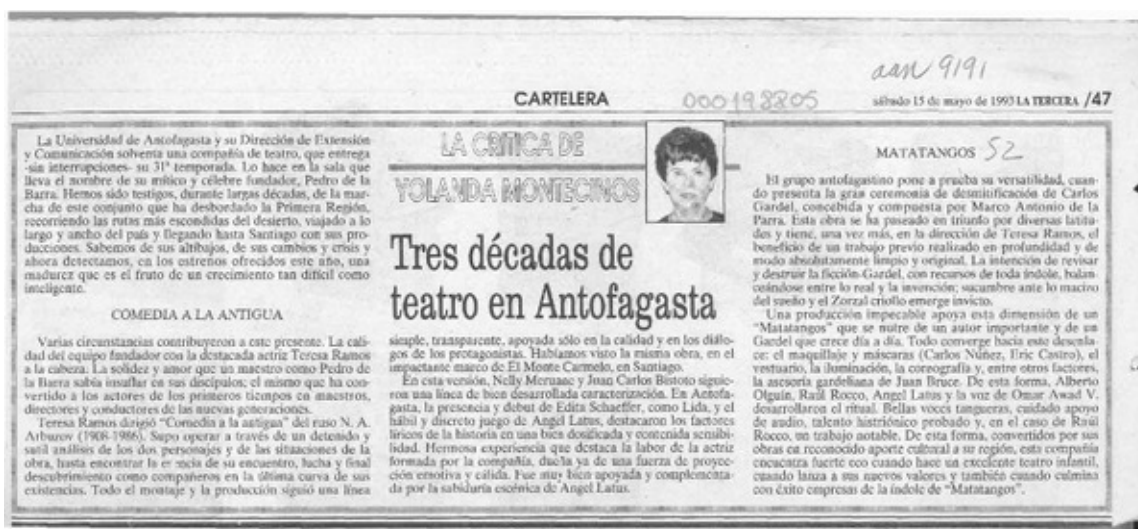 aan 9191
CARTELERA
000198805
sábado 15 de mayo de 1993 LA TERCERA /47
La Universidad de Antofagasta y su Dirección de Extensión
y Comunicación solventa una compañía de teatro, que entrega
-sin interrupciones- su 31ª temporada. Lo hace en la sala que
lleva el nombre de su mítico y célebre fundador, Pedro de la
Barra. Hemos sido testigos, durante largas décadas, de la mar-
cha de este conjunto que ha desbordado la Primera Región,
recorriendo las rutas más escondidas del desierto, viajado a lo
largo y ancho del país y llegando hasta Santiago con sus pro-
ducciones. Sabemos de sus altibajos, de sus cambios y crisis y
ahora detectamos, en los estrenos ofrecidos este año, una
madurez que es el fruto de un crecimiento tan difícil como
inteligente.
COMEDIA A LA ANTIGUA
Varias circunstancias contribuyeron a este presente. La cali-
dad del equipo fundador con la destacada actriz Teresa Ramos
a la cabeza. La solidez y amor que un maestro como Pedro de
la Barra sabía insuflar en sus discípulos; el mismo que ha con-
vertido a los actores de los primeros tiempos en maestros,
directores y conductores de las nuevas generaciones.
Teresa Ramos dirigió "Comedia a la antigua" del ruso N. A.
Arburov (1908-1986). Supo operar a través de un detenido y
sutil análisis de los dos personajes y de las situaciones de la
obra, hasta encontrar la esencia de su encuentro, lucha y final
descubrimiento como compañeros en la última curva de sus
existencias. Todo el montaje y la producción siguió una línea
LA CRITICA DE
YOLANDA MONTECINOS
Tres décadas de
teatro en Antofagasta
simple, transparente, apoyada sólo en la calidad y en los diálo-
gos de los protagonistas. Habíamos visto la misma obra, en el
impactante marco de El Monte Carmelo, en Santiago.
En esta versión, Nelly Meruane y Juan Carlos Bistoto siguie-
ron una línea de bien desarrollada caracterización. En Antofa-
gasta, la presencia y debut de Edita Schaeffer, como Lida, y el
hábil y discreto juego de Angel Latus, destacaron los factores
líricos de la historia en una bien dosificada y contenida sensibi-
lidad. Hermosa experiencia que destaca la labor de la actriz
formada por la compañía, dueña ya de una fuerza de proyec-
ción emotiva y cálida. Fue muy bien apoyada y complementa-
da por la sabiduría escénica de Angel Latus.
MATATANGOS 52
El grupo antofagastino pone a prueba su versatilidad, cuan-
do presenta la gran ceremonia de desmitificación de Carlos
Gardel, concebida y compuesta por Marco Antonio de la
Parra. Esta obra se ha paseado en triunfo por diversas latitu-
des y tiene, una vez más, en la dirección de Teresa Ramos, el
beneficio de un trabajo previo realizado en profundidad y de
modo absolutamente limpio y original. La intención de revisar
y destruir la ficción-Gardel, con recursos de toda índole, balan-
ceándose entre lo real y la invención; sucumbre ante lo macizo
del sueño y el Zorzal criollo emerge invicto.
Una producción impecable apoya esta dimensión de un
"Matatangos" que se nutre de un autor importante y de un
Gardel que crece día a día. Todo converge hacia este desenla-
ce: el maquillaje y máscaras (Carlos Núñez, Eric Castro), el
vestuario, la iluminación, la coreografía y, entre otros factores,
la asesoría gardeliana de Juan Bruce. De esta forma, Alberto
Olguín, Raúl Rocco, Angel Latus y la voz de Omar Awad V.
desarrollaron el ritual. Bellas voces tangueras, cuidado apoyo
de audio, talento histriónico probado y, en el caso de Raúl
Rocco, un trabajo notable. De esta forma, convertidos por sus
obras en reconocido aporte cultural a su región, esta compañía
encuentra fuerte eco cuando hace un excelente teatro infantil,
cuando lanza a sus nuevos valores y también cuando culmina
con éxito empresas de la índole de "Matatangos".